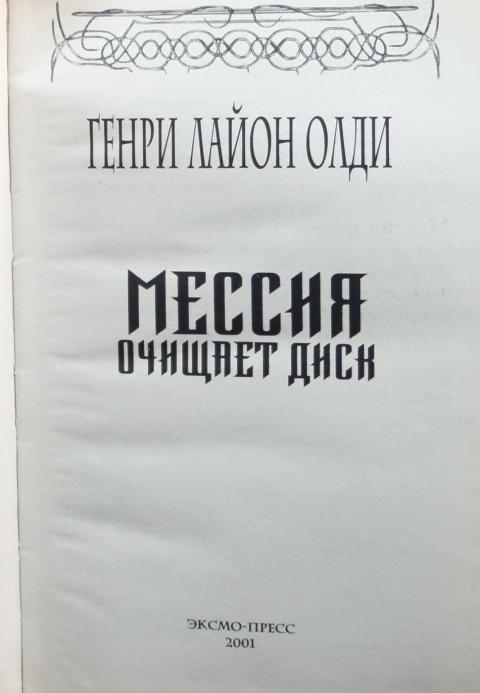 ГЕНРИ ЛАЙОН ОЛДИ
МЕССИЯ
ОЧИЩАЕТ ДИСК
ЭКСМО-ПРЕСС
2001